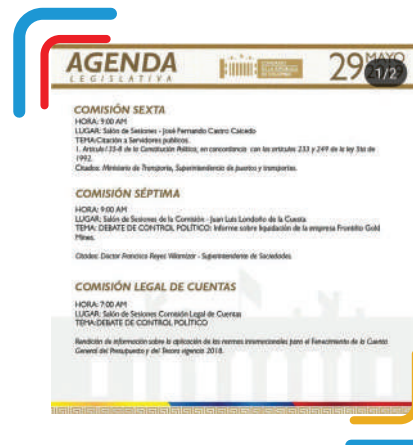 AGENDA
LEGISLATIVA
29 MAYO
1/2
COMISIÓN SEXTA
HORA: 9:00 AM
LUGAR: Salón de Sesiones - José Fernando Castro Caicedo
TEMA:Citación a Servidores publicos.
1. Artículo135-8 de la Constitución Política, en concordancia con los artículos 233 y 249 de la ley 5ta de
1992.
Citados: Ministerio de Transporte, Superintendencia de puertos y transportes.
COMISIÓN SÉPTIMA
HORA: 9:00 AM
LUGAR: Salón de Sesiones de la Comisión - Juan Luis Londoño de la Cuesta
TEMA: DEBATE DE CONTROL POLÍTICO: Informe sobre liquidación de la empresa Frontiño Gold
Mines.
Citados: Doctor Francisco Reyes Villamizar - Superintendente de Sociedades.
COMISIÓN LEGAL DE CUENTAS
HORA: 7:00 AM
LUGAR: Salón de Sesiones Comisión Legal de Cuentas
TEMA:DEBATE DE CONTROL POLÍTICO
Rendición de información sobre la aplicación de las normas internacionales para el Fenecimiento de la Cuenta
General del Presupuesto y del Tesoro vigencia 2018.